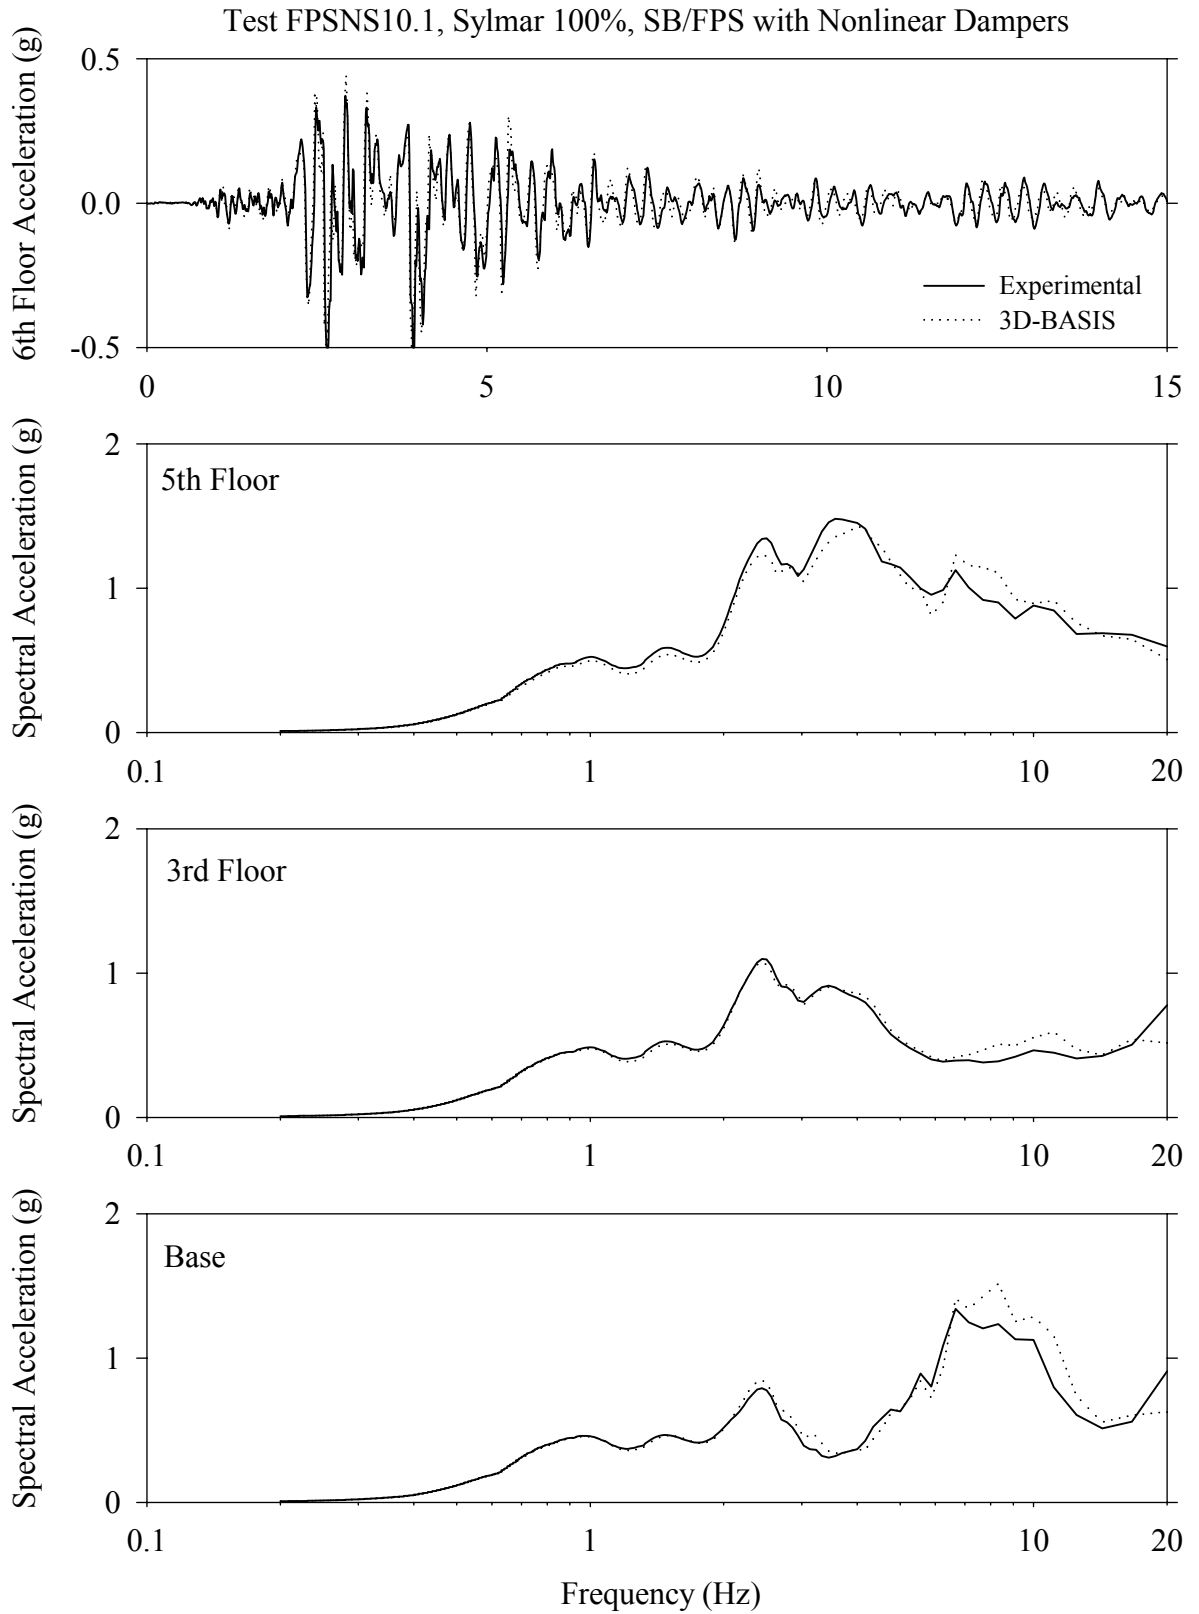 Test FPSNS10.1, Sylmar 100%, SB/FPS with Nonlinear Dampers
6th Floor Acceleration (g)
0.5
0.0
-0.5
Experimental
3D-BASIS
0 5 10 15
Spectral Acceleration (g)
2
1
0
5th Floor
0.1 1 10 20
Spectral Acceleration (g)
2
1
0
3rd Floor
0.1 1 10 20
Spectral Acceleration (g)
2
1
0
Base
0.1 1 10 20
Frequency (Hz)